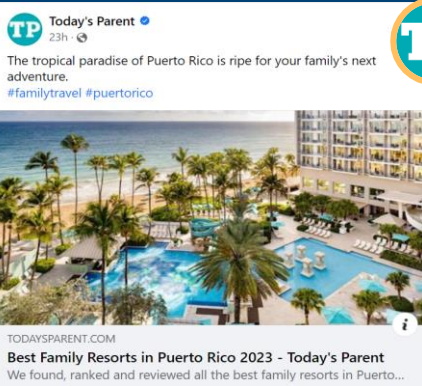 TP
Today's Parent
23h ·
The tropical paradise of Puerto Rico is ripe for your family's next
adventure.
#familytravel #puertorico
i
TODAYSPARENT.COM
Best Family Resorts in Puerto Rico 2023 - Today's Parent
We found, ranked and reviewed all the best family resorts in Puerto...